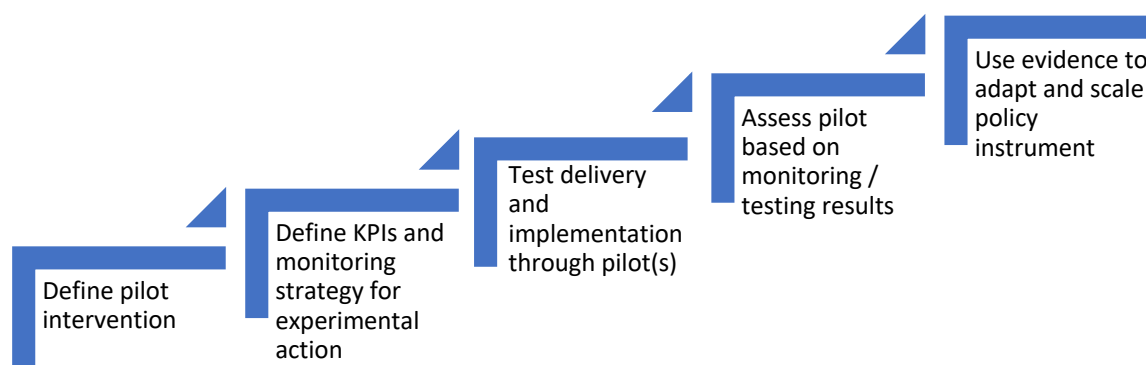 Define pilot
intervention
Define KPIs and
monitoring
strategy for
experimental
action
Test delivery
and
implementation
through pilot(s)
Assess pilot
based on
monitoring /
testing results
Use evidence to
adapt and scale
policy
instrument